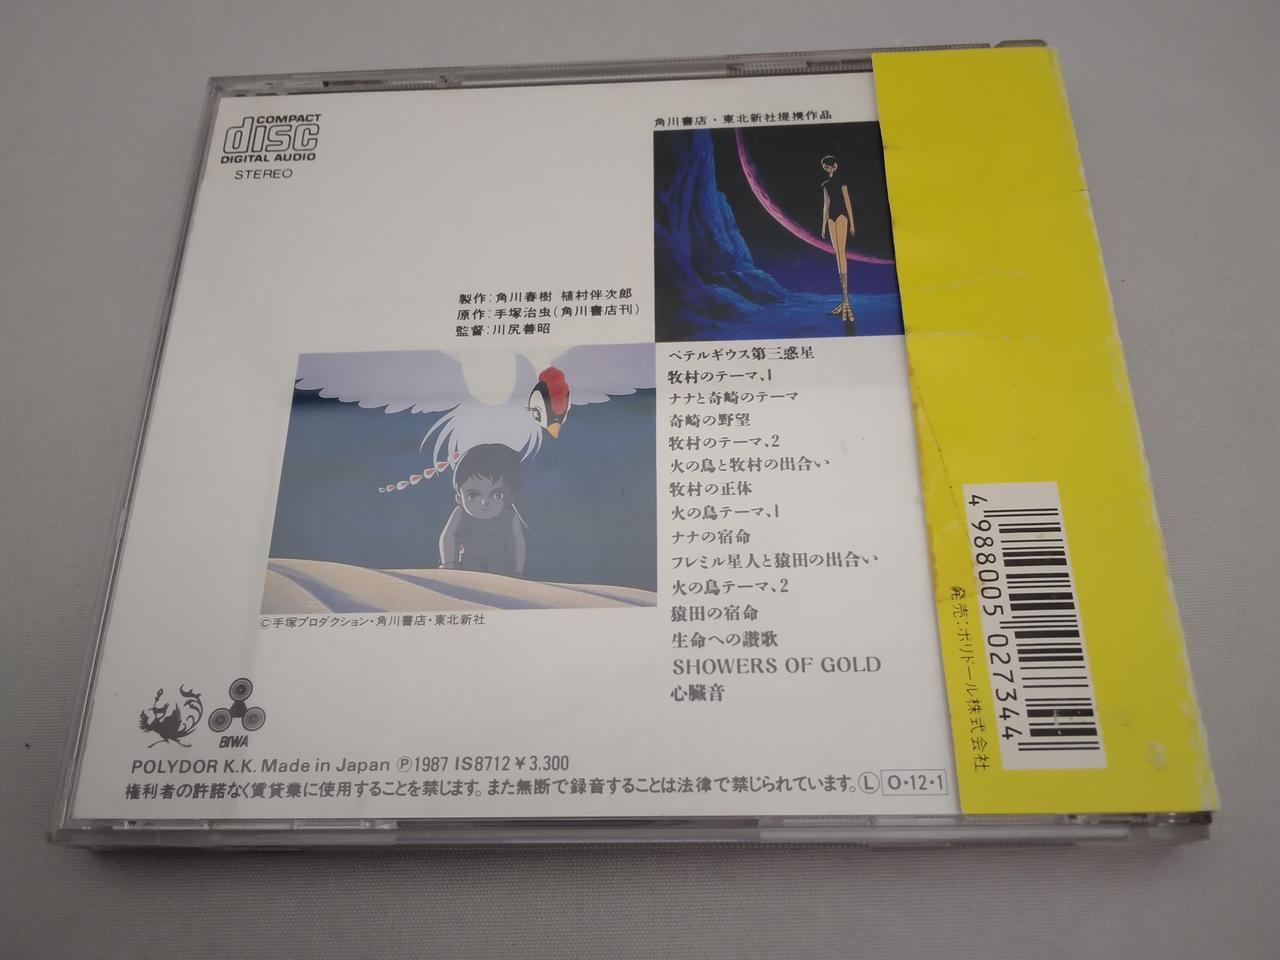 COMPACT
disc
DIGITAL AUDIO
STEREO
角川書店・東北新社提携作品
製作:角川春樹 植村伴次郎
原作:手塚治虫(角川書店刊)
監督:川尻善昭
ベテルギウス第三惑星
牧村のテーマ、1
ナナと奇崎のテーマ
奇崎の野望
牧村のテーマ、2
火の鳥と牧村の出合い
牧村の正体
火の鳥テーマ、1
ナナの宿命
フレミル星人と猿田の出合い
火の鳥テーマ、2
猿田の宿命
生命への讃歌
SHOWERS OF GOLD
心臓音
©手塚プロダクション・角川書店・東北新社
BIWA
POLYDOR K.K. Made in Japan Ⓟ1987 IS8712 ¥3,300
権利者の許諾なく賃貸業に使用することを禁じます。また無断で録音することは法律で禁じられています。Ⓛ O・12・1
4 988005 027344
発売:ポリドール株式会社